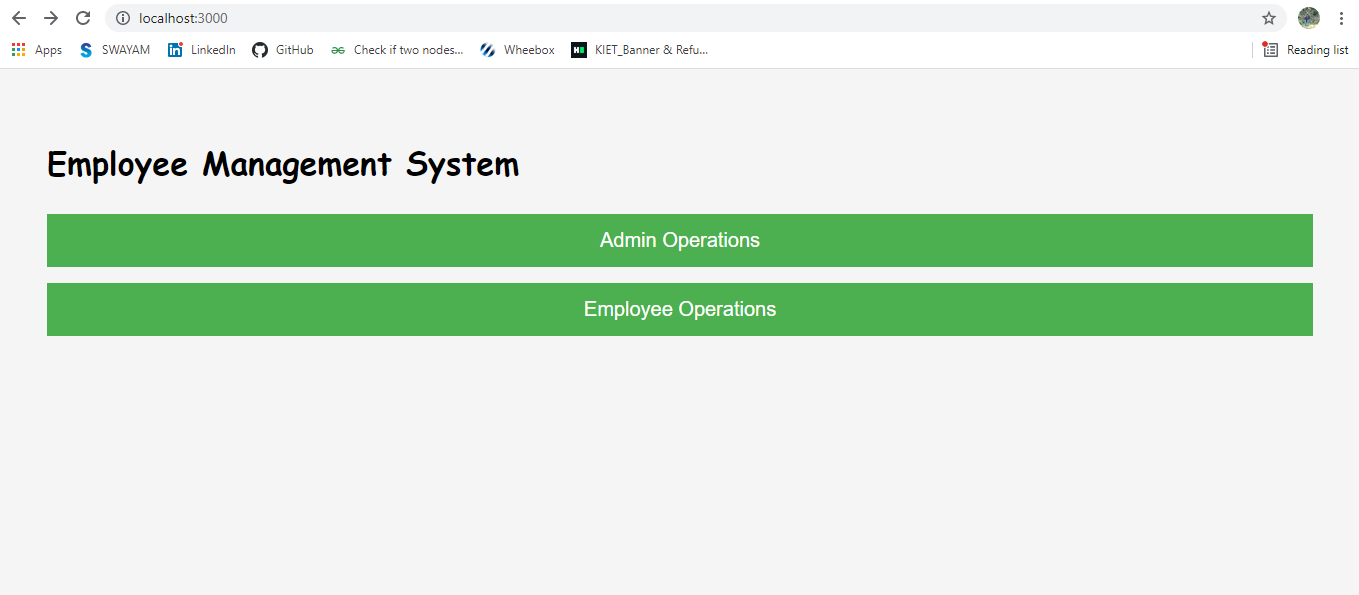 localhost:3000
Apps SWAYAM LinkedIn GitHub Check if two nodes... Wheebox KIET_Banner & Refu... Reading list
Employee Management System
Admin Operations
Employee Operations